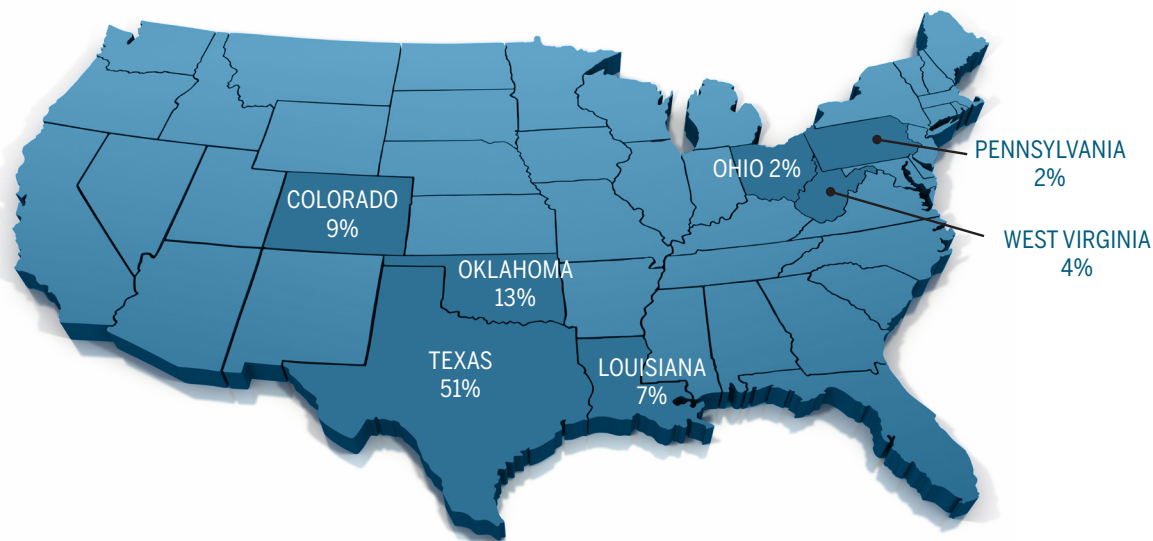 OHIO 2%
PENNSYLVANIA
2%
COLORADO
9%
WEST VIRGINIA
4%
OKLAHOMA
13%
TEXAS
51%
LOUISIANA
7%